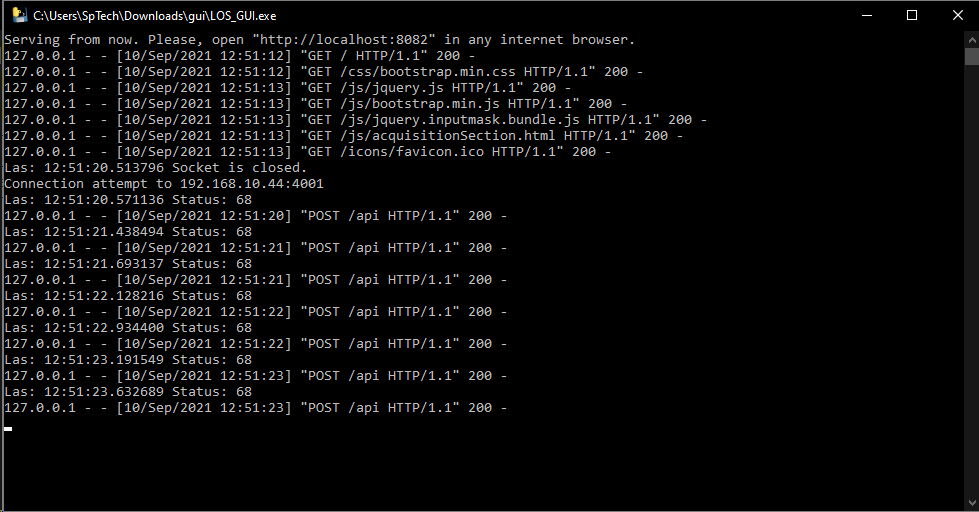 C:\Users\SpTech\Downloads\gui\LOS_GUI.exe
Serving from now. Please, open "http://localhost:8082" in any internet browser.
127.0.0.1 - - [10/Sep/2021 12:51:12] "GET / HTTP/1.1" 200 -
127.0.0.1 - - [10/Sep/2021 12:51:12] "GET /css/bootstrap.min.css HTTP/1.1" 200 -
127.0.0.1 - - [10/Sep/2021 12:51:13] "GET /js/jquery.js HTTP/1.1" 200 -
127.0.0.1 - - [10/Sep/2021 12:51:13] "GET /js/bootstrap.min.js HTTP/1.1" 200 -
127.0.0.1 - - [10/Sep/2021 12:51:13] "GET /js/jquery.inputmask.bundle.js HTTP/1.1" 200 -
127.0.0.1 - - [10/Sep/2021 12:51:13] "GET /js/acquisitionSection.html HTTP/1.1" 200 -
127.0.0.1 - - [10/Sep/2021 12:51:13] "GET /icons/favicon.ico HTTP/1.1" 200 -
Las: 12:51:20.513796 Socket is closed.
Connection attempt to 192.168.10.44:4001
Las: 12:51:20.571136 Status: 68
127.0.0.1 - - [10/Sep/2021 12:51:20] "POST /api HTTP/1.1" 200 -
Las: 12:51:21.438494 Status: 68
127.0.0.1 - - [10/Sep/2021 12:51:21] "POST /api HTTP/1.1" 200 -
Las: 12:51:21.693137 Status: 68
127.0.0.1 - - [10/Sep/2021 12:51:21] "POST /api HTTP/1.1" 200 -
Las: 12:51:22.128216 Status: 68
127.0.0.1 - - [10/Sep/2021 12:51:22] "POST /api HTTP/1.1" 200 -
Las: 12:51:22.934400 Status: 68
127.0.0.1 - - [10/Sep/2021 12:51:22] "POST /api HTTP/1.1" 200 -
Las: 12:51:23.191549 Status: 68
127.0.0.1 - - [10/Sep/2021 12:51:23] "POST /api HTTP/1.1" 200 -
Las: 12:51:23.632689 Status: 68
127.0.0.1 - - [10/Sep/2021 12:51:23] "POST /api HTTP/1.1" 200 -